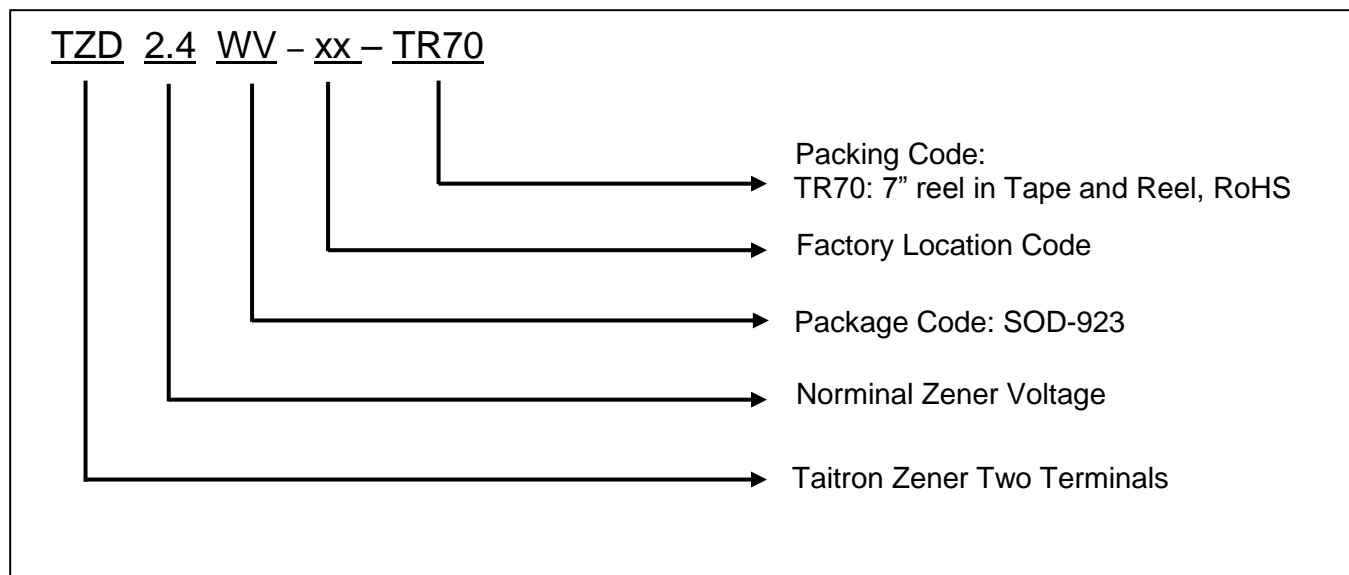 TZD 2.4 WV – xx – TR70
Packing Code:
TR70: 7” reel in Tape and Reel, RoHS
Factory Location Code
Package Code: SOD-923
Norminal Zener Voltage
Taitron Zener Two Terminals